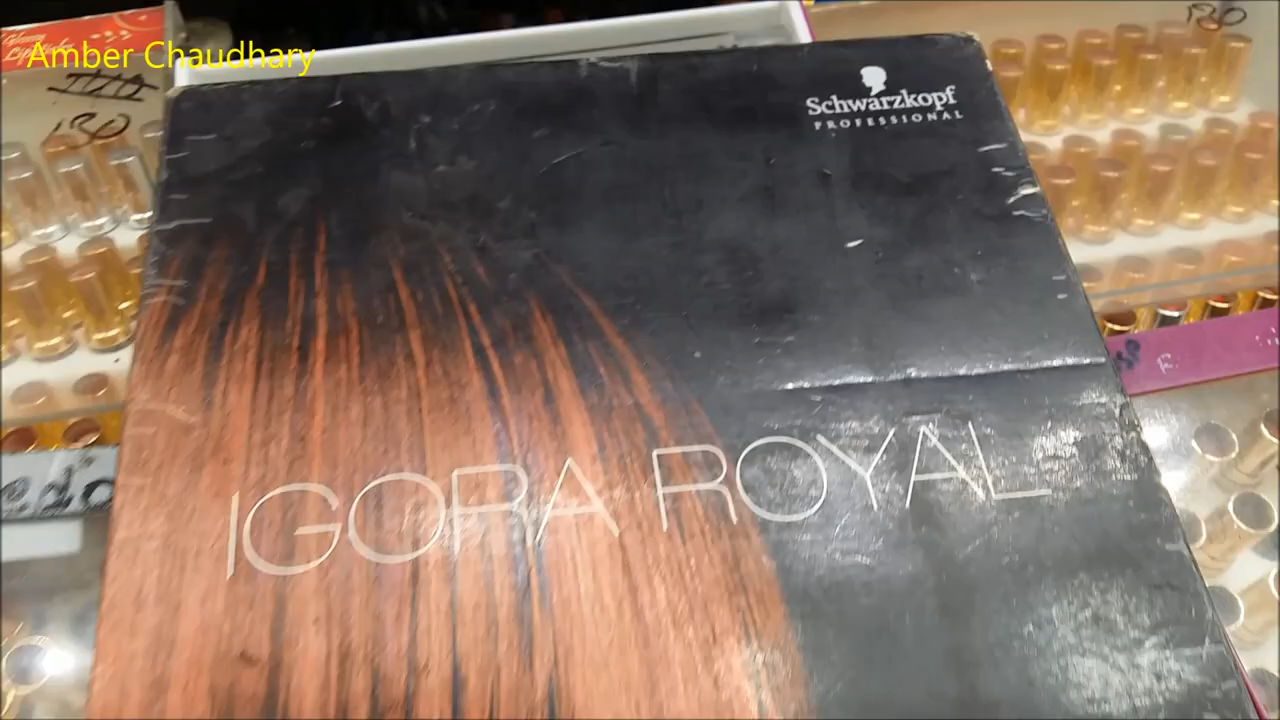 Amber Chaudhary
130
130
Schwarzkopf
PROFESSIONAL
IGORA ROYAL